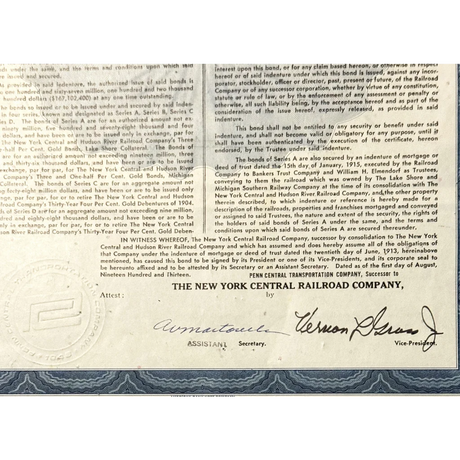 made under the same, and the terms and conditions upon which
issued and secured.
provided in said indenture, the authorized issue of said bonds is
one hundred and sixty-seven million, one hundred and two thousand
hundred dollars ($167,102,400) at any one time outstanding.
bonds so issued or to be issued under and secured by said inden-
in four series, known and designated as Series A, Series B, Series C
D. The bonds of Series A are for an authorized amount not ex-
ninety million, five hundred and seventy-eight thousand and four
dollars, and have been or are to be issued only in exchange, par for
The New York Central and Hudson River Railroad Company's Thirty
Per Cent. Gold Bonds, Lake Shore Collateral. The Bonds of
are for an authorized amount not exceeding nineteen million, three
and thirty-six thousand dollars, and have been or are to be issued
exchange, par for par, for The New York Central and Hudson River
Company's Three and One-half Per Cent. Gold Bonds, Michigan
Collateral. The bonds of Series C are for an aggregate amount not
million dollars, and have been or are to be issued only
par for par, for or to retire The New York Central and Hudson
Company's Four Per Cent. Gold Debentures of 1904.
bonds of Series D are for an aggregate amount not exceeding nine
and eighty-eight thousand dollars, and have been or are to be
only in exchange, par for par, for or to retire The New York Central
River Railroad Company's Thirty-Year Four Per Cent. Gold Deben-
interest upon this bond, or for any claim based hereon, or otherwise in respect
hereof or of said indenture under which this bond is issued, against any incor-
porator, stockholder, officer or director, past, present or future, of the Railroad
Company or of any successor corporation, whether by virtue of any constitution,
statute or rule of law, or by the enforcement of any assessment or penalty or
otherwise, all such liability being, by the acceptance hereof and as part of the
consideration of the issue hereof, expressly released, as provided in said
indenture.
This bond shall not be entitled to any security or benefit under said
indenture, and shall not become valid or obligatory for any purpose, until it
shall have been authenticated by the execution of the certificate, hereon
endorsed, by the Trustee under said indenture.
The bonds of Series A are also secured by an indenture of mortgage or
deed of trust dated the 15th day of January, 1915, executed by the Railroad
Company to Bankers Trust Company and William H. Elmendorf as Trustees,
conveying to them the railroad which was owned by The Lake Shore and
Michigan Southern Railway Company at the time of its consolidation with The
New York Central and Hudson River Railroad Company and the other property
therein described, to which indenture or reference is hereby made for a
description of the properties and franchises mortgaged and conveyed
or assigned to said Trustees, the nature and extent of the security, the rights of
the bearers of said bonds of Series A under the same, and the terms and
conditions upon which said bonds of Series A are secured thereunder.
IN WITNESS WHEREOF, The New York Central Railroad Company, successor by consolidation to The New York
Central and Hudson River Railroad Company and which has assumed and does hereby assume all of the obligations of
that Company under the indenture of mortgage or deed of trust dated the twentieth day of June, 1913, hereinabove
mentioned, has caused this bond to be signed by its President or one of its Vice-Presidents, and its corporate seal to
be hereunto affixed and to be attested by its Secretary or an Assistant Secretary. Dated as of the first day of August,
Nineteen Hundred and Thirteen.
PENN CENTRAL TRANSPORTATION COMPANY, Successor to
THE NEW YORK CENTRAL RAILROAD COMPANY,
Attest: by
ASSISTANT Secretary. Vice-President.